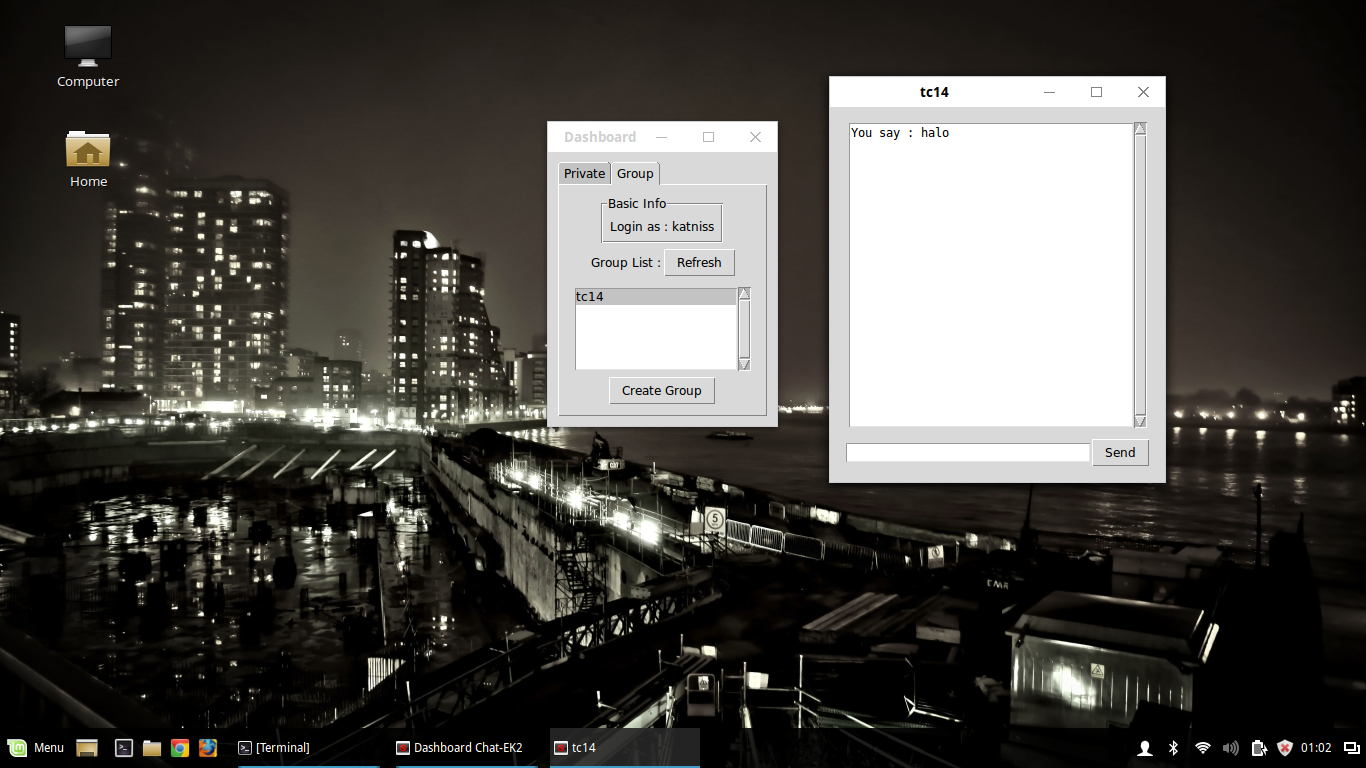 Computer
Home
Dashboard
Private
Group
Basic Info
Login as : katniss
Group List :
Refresh
tc14
Create Group
tc14
You say : halo
Send
5
Menu
[Terminal]
Dashboard Chat-EK2
tc14
01:02